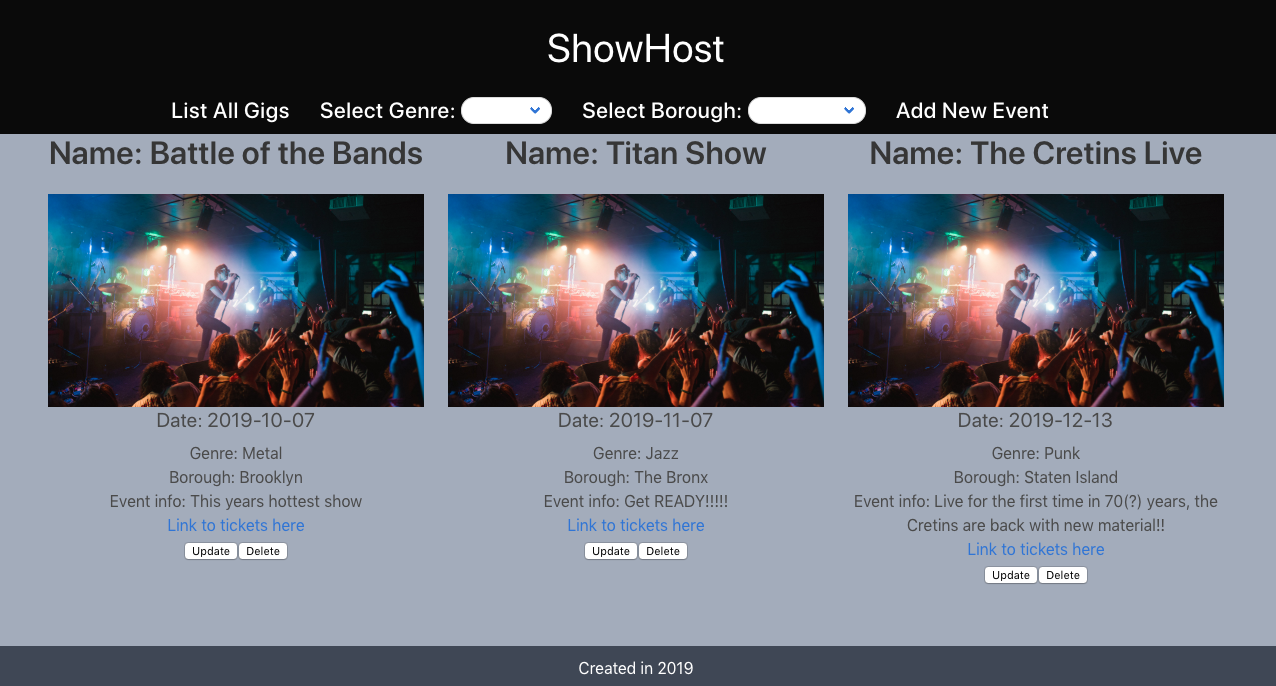 ShowHost
List All Gigs Select Genre: Select Borough: Add New Event
Name: Battle of the Bands
Date: 2019-10-07
Genre: Metal
Borough: Brooklyn
Event info: This years hottest show
Link to tickets here
Update Delete
Name: Titan Show
Date: 2019-11-07
Genre: Jazz
Borough: The Bronx
Event info: Get READY!!!!!
Link to tickets here
Update Delete
Name: The Cretins Live
Date: 2019-12-13
Genre: Punk
Borough: Staten Island
Event info: Live for the first time in 70(?) years, the
Cretins are back with new material!!
Link to tickets here
Update Delete
Created in 2019